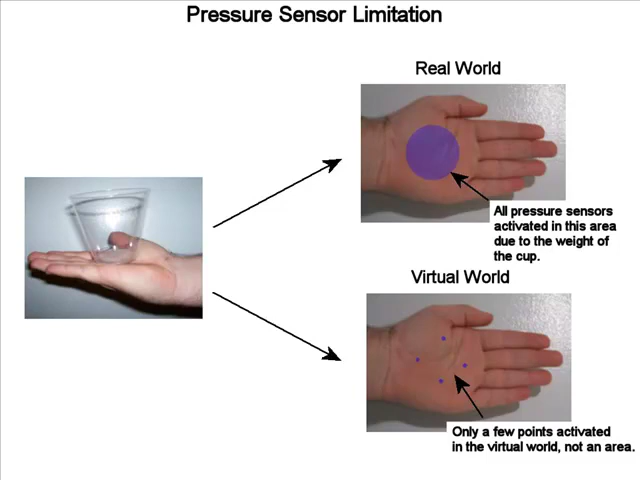 Pressure Sensor Limitation
Real World
All pressure sensors
activated in this area
due to the weight of
the cup.
Virtual World
Only a few points activated
in the virtual world, not an area.